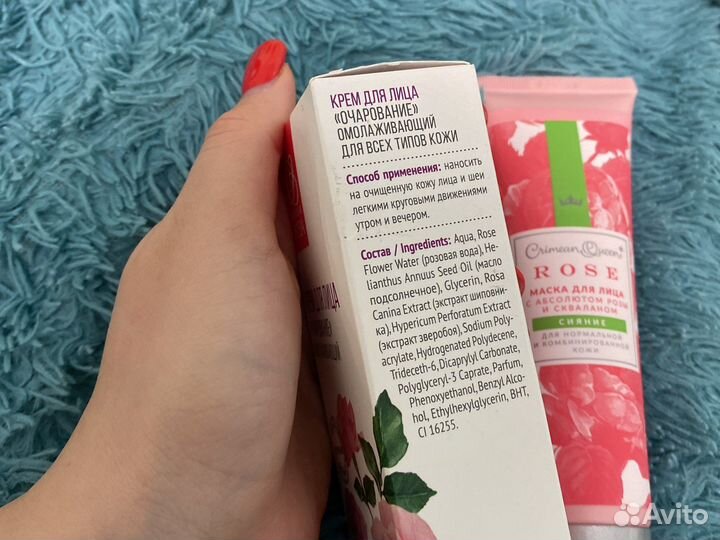 КРЕМ ДЛЯ ЛИЦА
«ОЧАРОВАНИЕ»
ОМОЛАЖИВАЮЩИЙ
ДЛЯ ВСЕХ ТИПОВ КОЖИ
Способ применения: наносить
на очищенную кожу лица и шеи
легкими круговыми движениями
утром и вечером.
Состав / Ingredients: Aqua, Rose
Flower Water (розовая вода), He-
lianthus Annuus Seed Oil (масло
подсолнечное), Glycerin, Rosa
Canina Extract (экстракт шиповни-
ка), Hypericum Perforatum Extract
(экстракт зверобоя), Sodium Poly-
acrylate, Hydrogenated Polydecene,
Trideceth-6, Dicaprylyl Carbonate,
Polyglyceryl-3 Caprate, Parfum,
Phenoxyethanol, Benzyl Alco-
hol, Ethylhexylglycerin, BHT,
CI 16255.
Crimean Queen
ROSE
МАСКА ДЛЯ ЛИЦА
С АБСОЛЮТОМ РОЗЫ
И СКВАЛАНОМ
СИЯНИЕ
ДЛЯ НОРМАЛЬНОЙ
И КОМБИНИРОВАННОЙ
КОЖИ
Avito